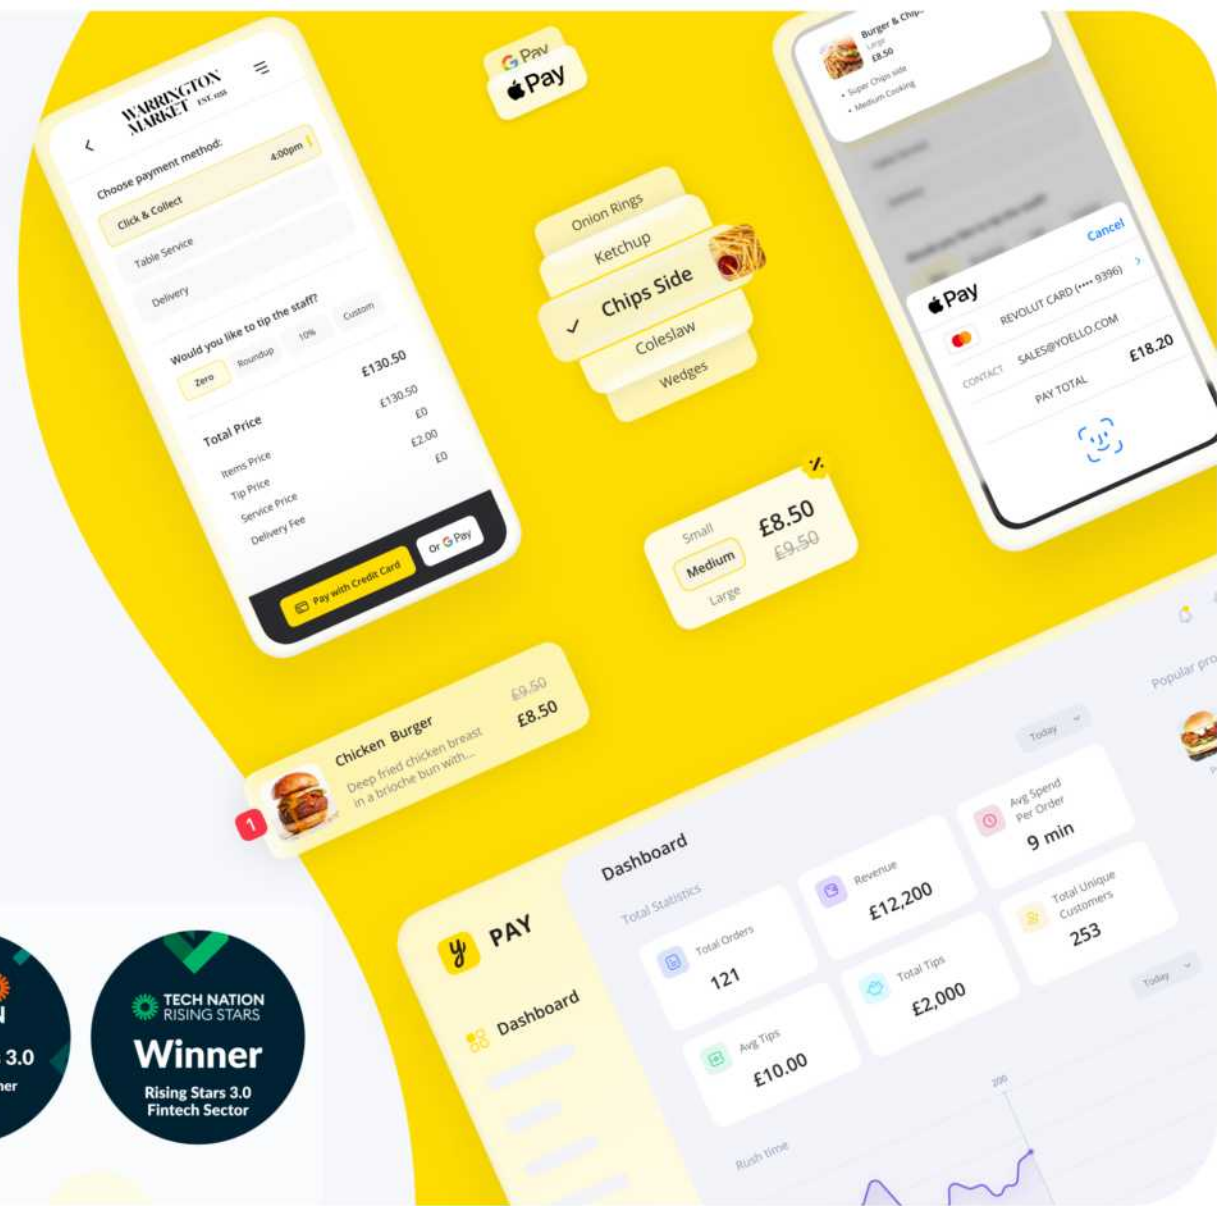 WARRINGTON
MARKET EST. 1255
Choose payment method:
Click & Collect 4:00pm
Table Service
Delivery
Would you like to tip the staff?
Zero Roundup 10% Custom
Total Price £130.50
Items Price £130.50
Tip Price £0
Service Price £2.00
Delivery Fee £0
Pay with Credit Card
Or G Pay
G Pay
Pay
Onion Rings
Ketchup
Chips Side
Coleslaw
Wedges
Small
Medium
Large
%
£8.50
£9.50
Burger & Chips
Large
£8.50
• Super Chips side
• Medium Cooking
Cancel
Pay
REVOLUT CARD (•••• 9396)
CONTACT SALES@YOELLO.COM
PAY TOTAL £18.20
1
Chicken Burger
Deep fried chicken breast
in a brioche bun with...
£9.50
£8.50
y PAY
Dashboard
Dashboard
Today
Total Statistics
Total Orders
121
Revenue
£12,200
Avg Spend
Per Order
9 min
Avg Tips
£10.00
Total Tips
£2,000
Total Unique
Customers
253
Popular pro
Today
Rush time
200
N
s 3.0
ner
TECH NATION
RISING STARS
Winner
Rising Stars 3.0
Fintech Sector